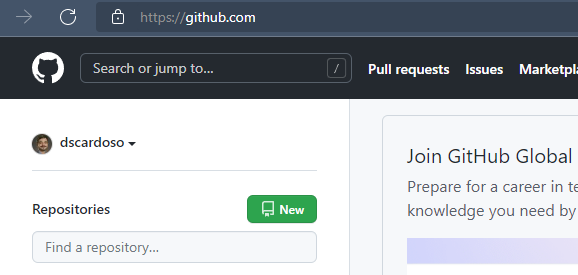 https://github.com
Search or jump to... /
Pull requests Issues Marketpla
dscardoso
Repositories New
Find a repository...
Join GitHub Global
Prepare for a career in te
knowledge you need by